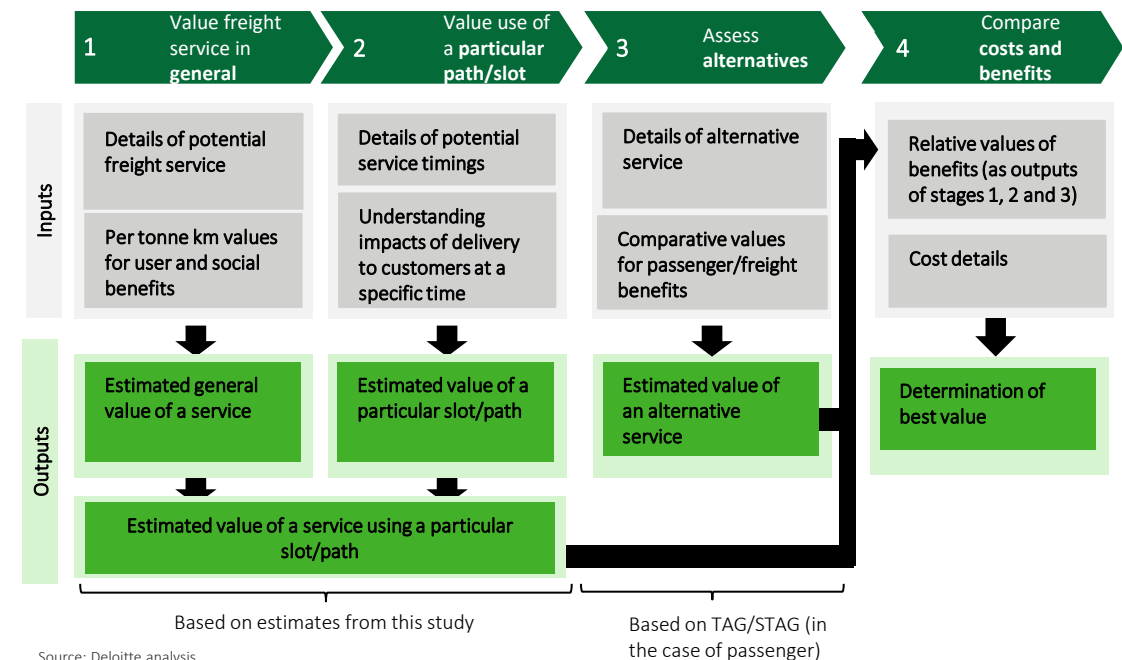 1
Value freight
service in
general
2
Value use of
a particular
path/slot
3
Assess
alternatives
4
Compare
costs and
benefits
Inputs
Details of potential
freight service
Per tonne km values
for user and social
benefits
Details of potential
service timings
Understanding
impacts of delivery
to customers at a
specific time
Details of alternative
service
Comparative values
for passenger/freight
benefits
Relative values of
benefits (as outputs
of stages 1, 2 and 3)
Cost details
Outputs
Estimated general
value of a service
Estimated value of a
particular slot/path
Estimated value of
an alternative
service
Determination of
best value
Estimated value of a service using a particular
slot/path
Based on estimates from this study
Based on TAG/STAG (in
the case of passenger)
Source: Deloitte analysis